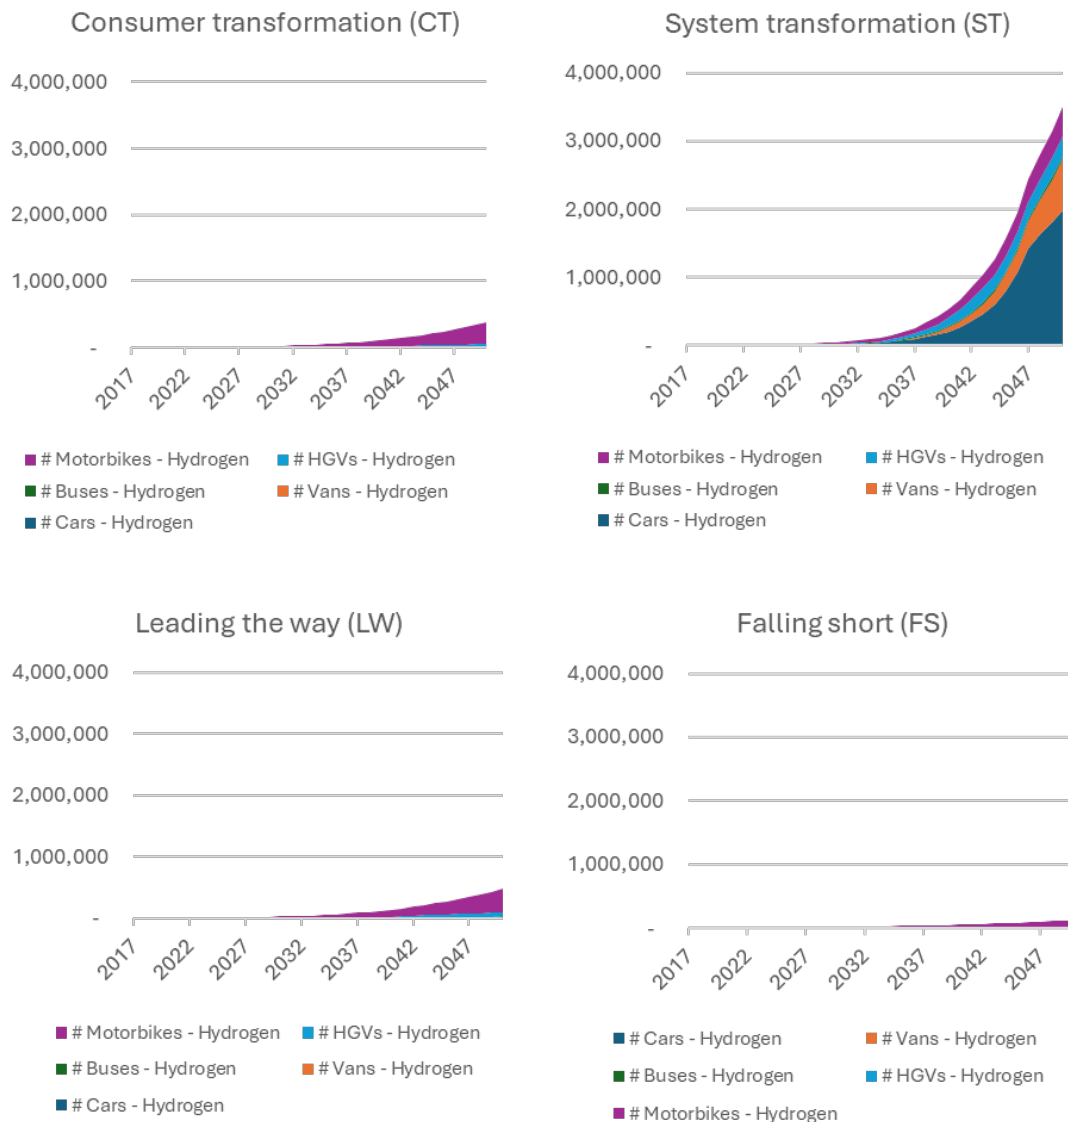 Consumer transformation (CT)
4,000,000
3,000,000
2,000,000
1,000,000
-
2017 2022 2027 2032 2037 2042 2047
# Motorbikes - Hydrogen # HGVs - Hydrogen
# Buses - Hydrogen # Vans - Hydrogen
# Cars - Hydrogen
System transformation (ST)
4,000,000
3,000,000
2,000,000
1,000,000
-
2017 2022 2027 2032 2037 2042 2047
# Motorbikes - Hydrogen # HGVs - Hydrogen
# Buses - Hydrogen # Vans - Hydrogen
# Cars - Hydrogen
Leading the way (LW)
4,000,000
3,000,000
2,000,000
1,000,000
-
2017 2022 2027 2032 2037 2042 2047
# Motorbikes - Hydrogen # HGVs - Hydrogen
# Buses - Hydrogen # Vans - Hydrogen
# Cars - Hydrogen
Falling short (FS)
4,000,000
3,000,000
2,000,000
1,000,000
-
2017 2022 2027 2032 2037 2042 2047
# Cars - Hydrogen # Vans - Hydrogen
# Buses - Hydrogen # HGVs - Hydrogen
# Motorbikes - Hydrogen